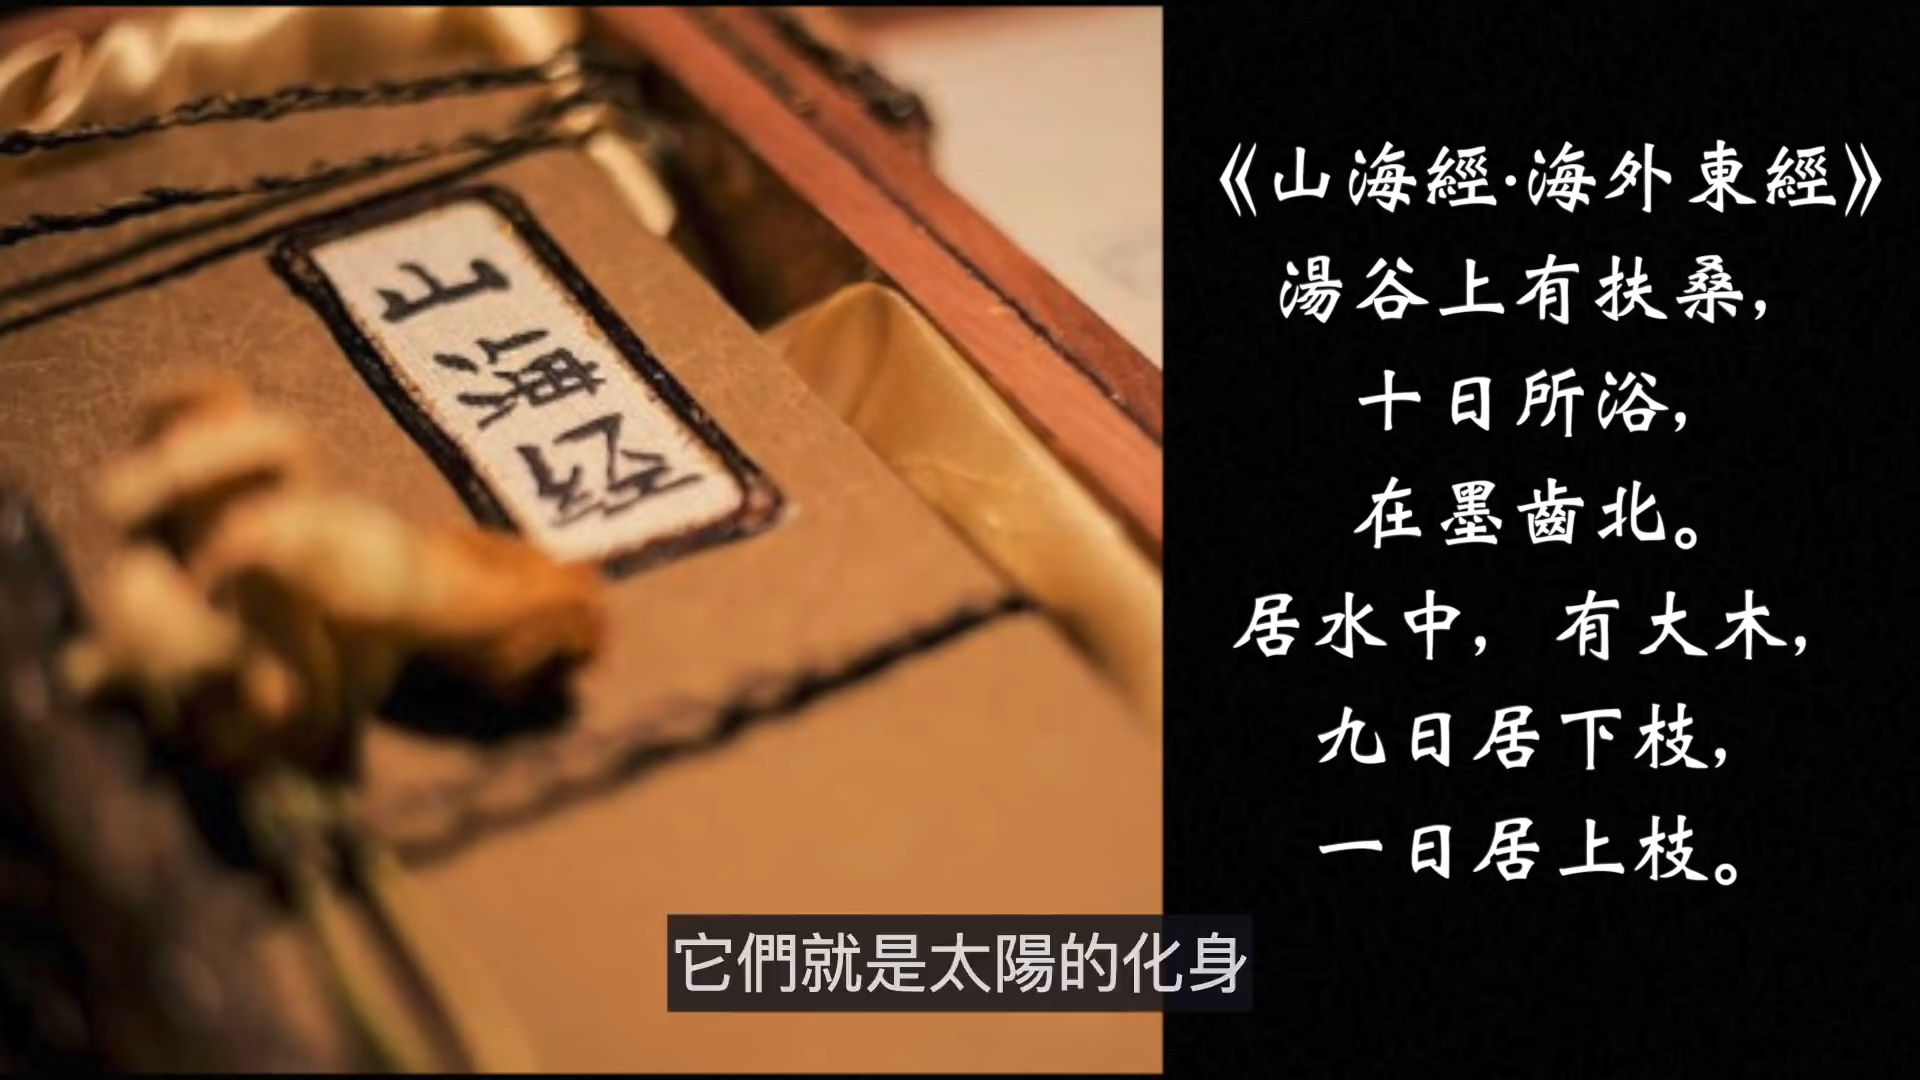 山海經
《山海經·海外東經》
湯谷上有扶桑,
十日所浴,
在墨齒北。
居水中, 有大木,
九日居下枝,
一日居上枝。
它們就是太陽的化身